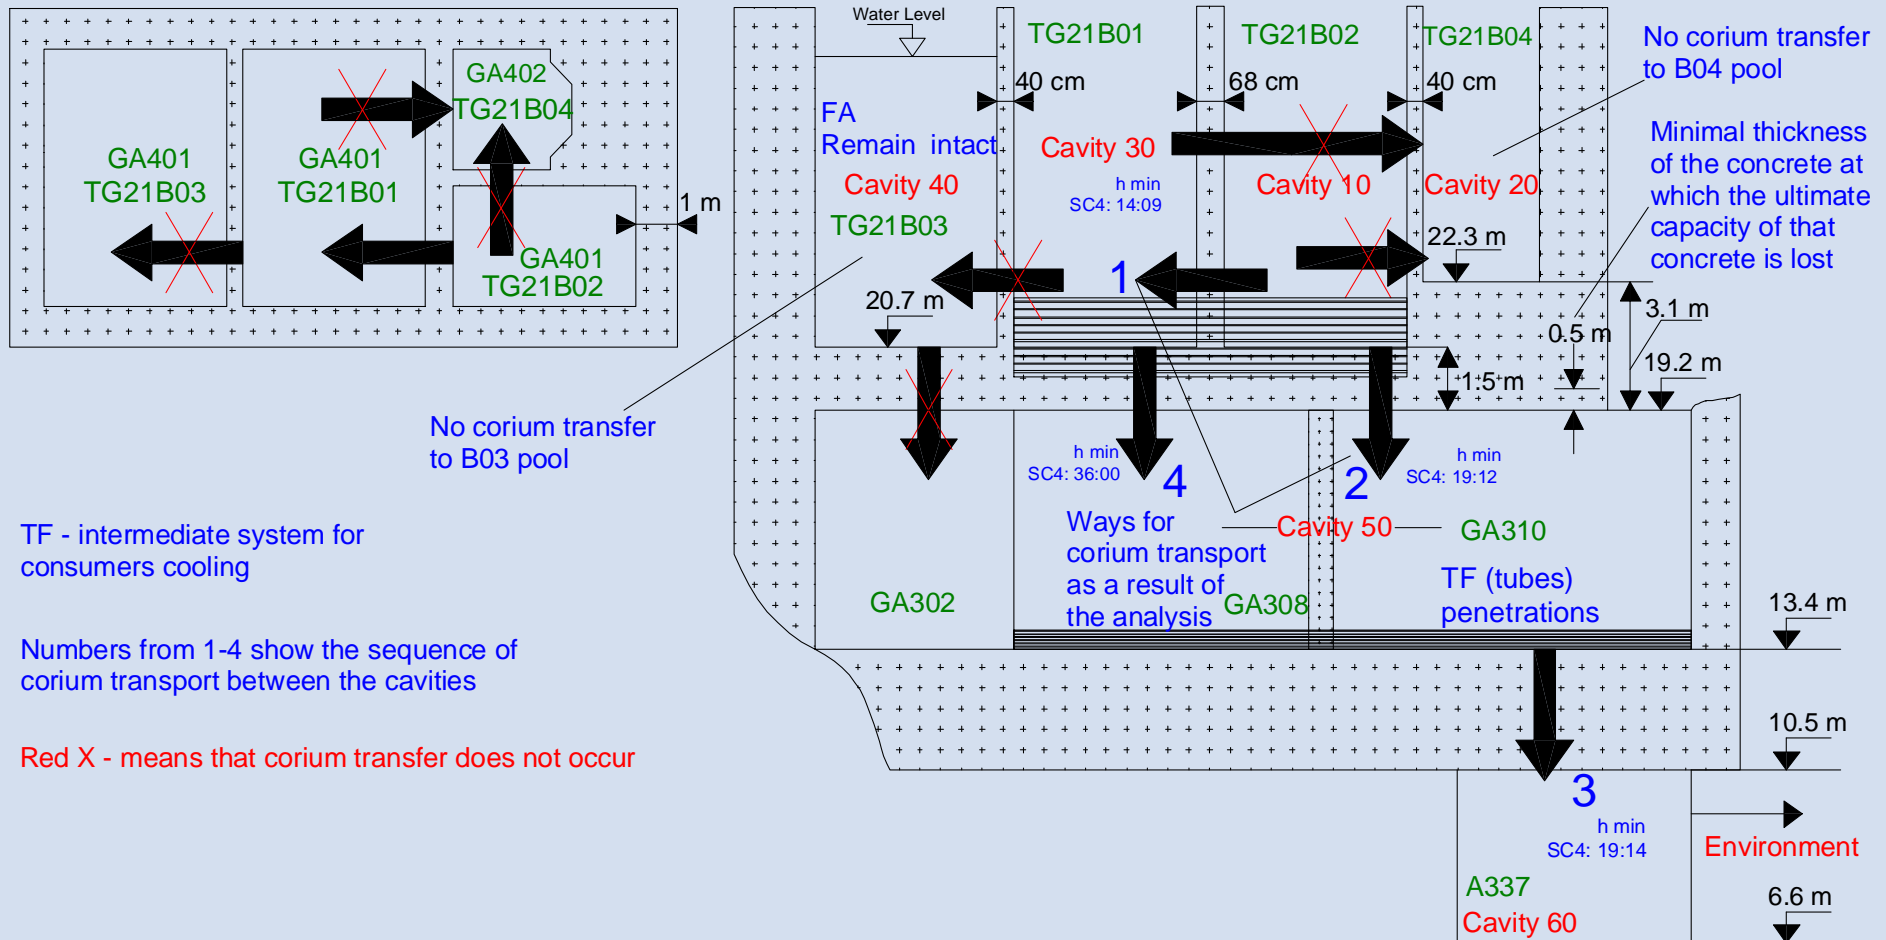 GA402
TG21B04
GA401
TG21B03
GA401
TG21B01
GA401
TG21B02
1 m
Water Level
TG21B01
TG21B02
TG21B04
40 cm
68 cm
40 cm
FA
Remain intact
Cavity 40
TG21B03
Cavity 30
h min
SC4: 14:09
Cavity 10
Cavity 20
No corium transfer
to B04 pool
Minimal thickness
of the concrete at
which the ultimate
capacity of that
concrete is lost
22.3 m
20.7 m
1
0.5 m
3.1 m
19.2 m
1.5 m
No corium transfer
to B03 pool
h min
SC4: 36:00
4
2
h min
SC4: 19:12
Ways for
corium transport
as a result of
the analysis
Cavity 50
GA310
GA302
GA308
TF (tubes)
penetrations
13.4 m
10.5 m
3
h min
SC4: 19:14
Environment
A337
Cavity 60
6.6 m
TF - intermediate system for
consumers cooling
Numbers from 1-4 show the sequence of
corium transport between the cavities
Red X - means that corium transfer does not occur